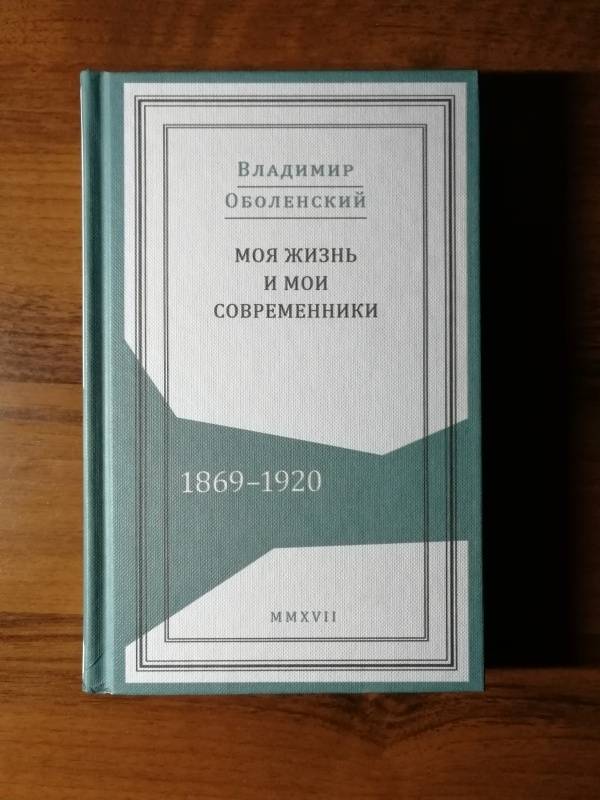 Владимир
Оболенский
МОЯ ЖИЗНЬ
И МОИ
СОВРЕМЕННИКИ
1869–1920
MMXVII